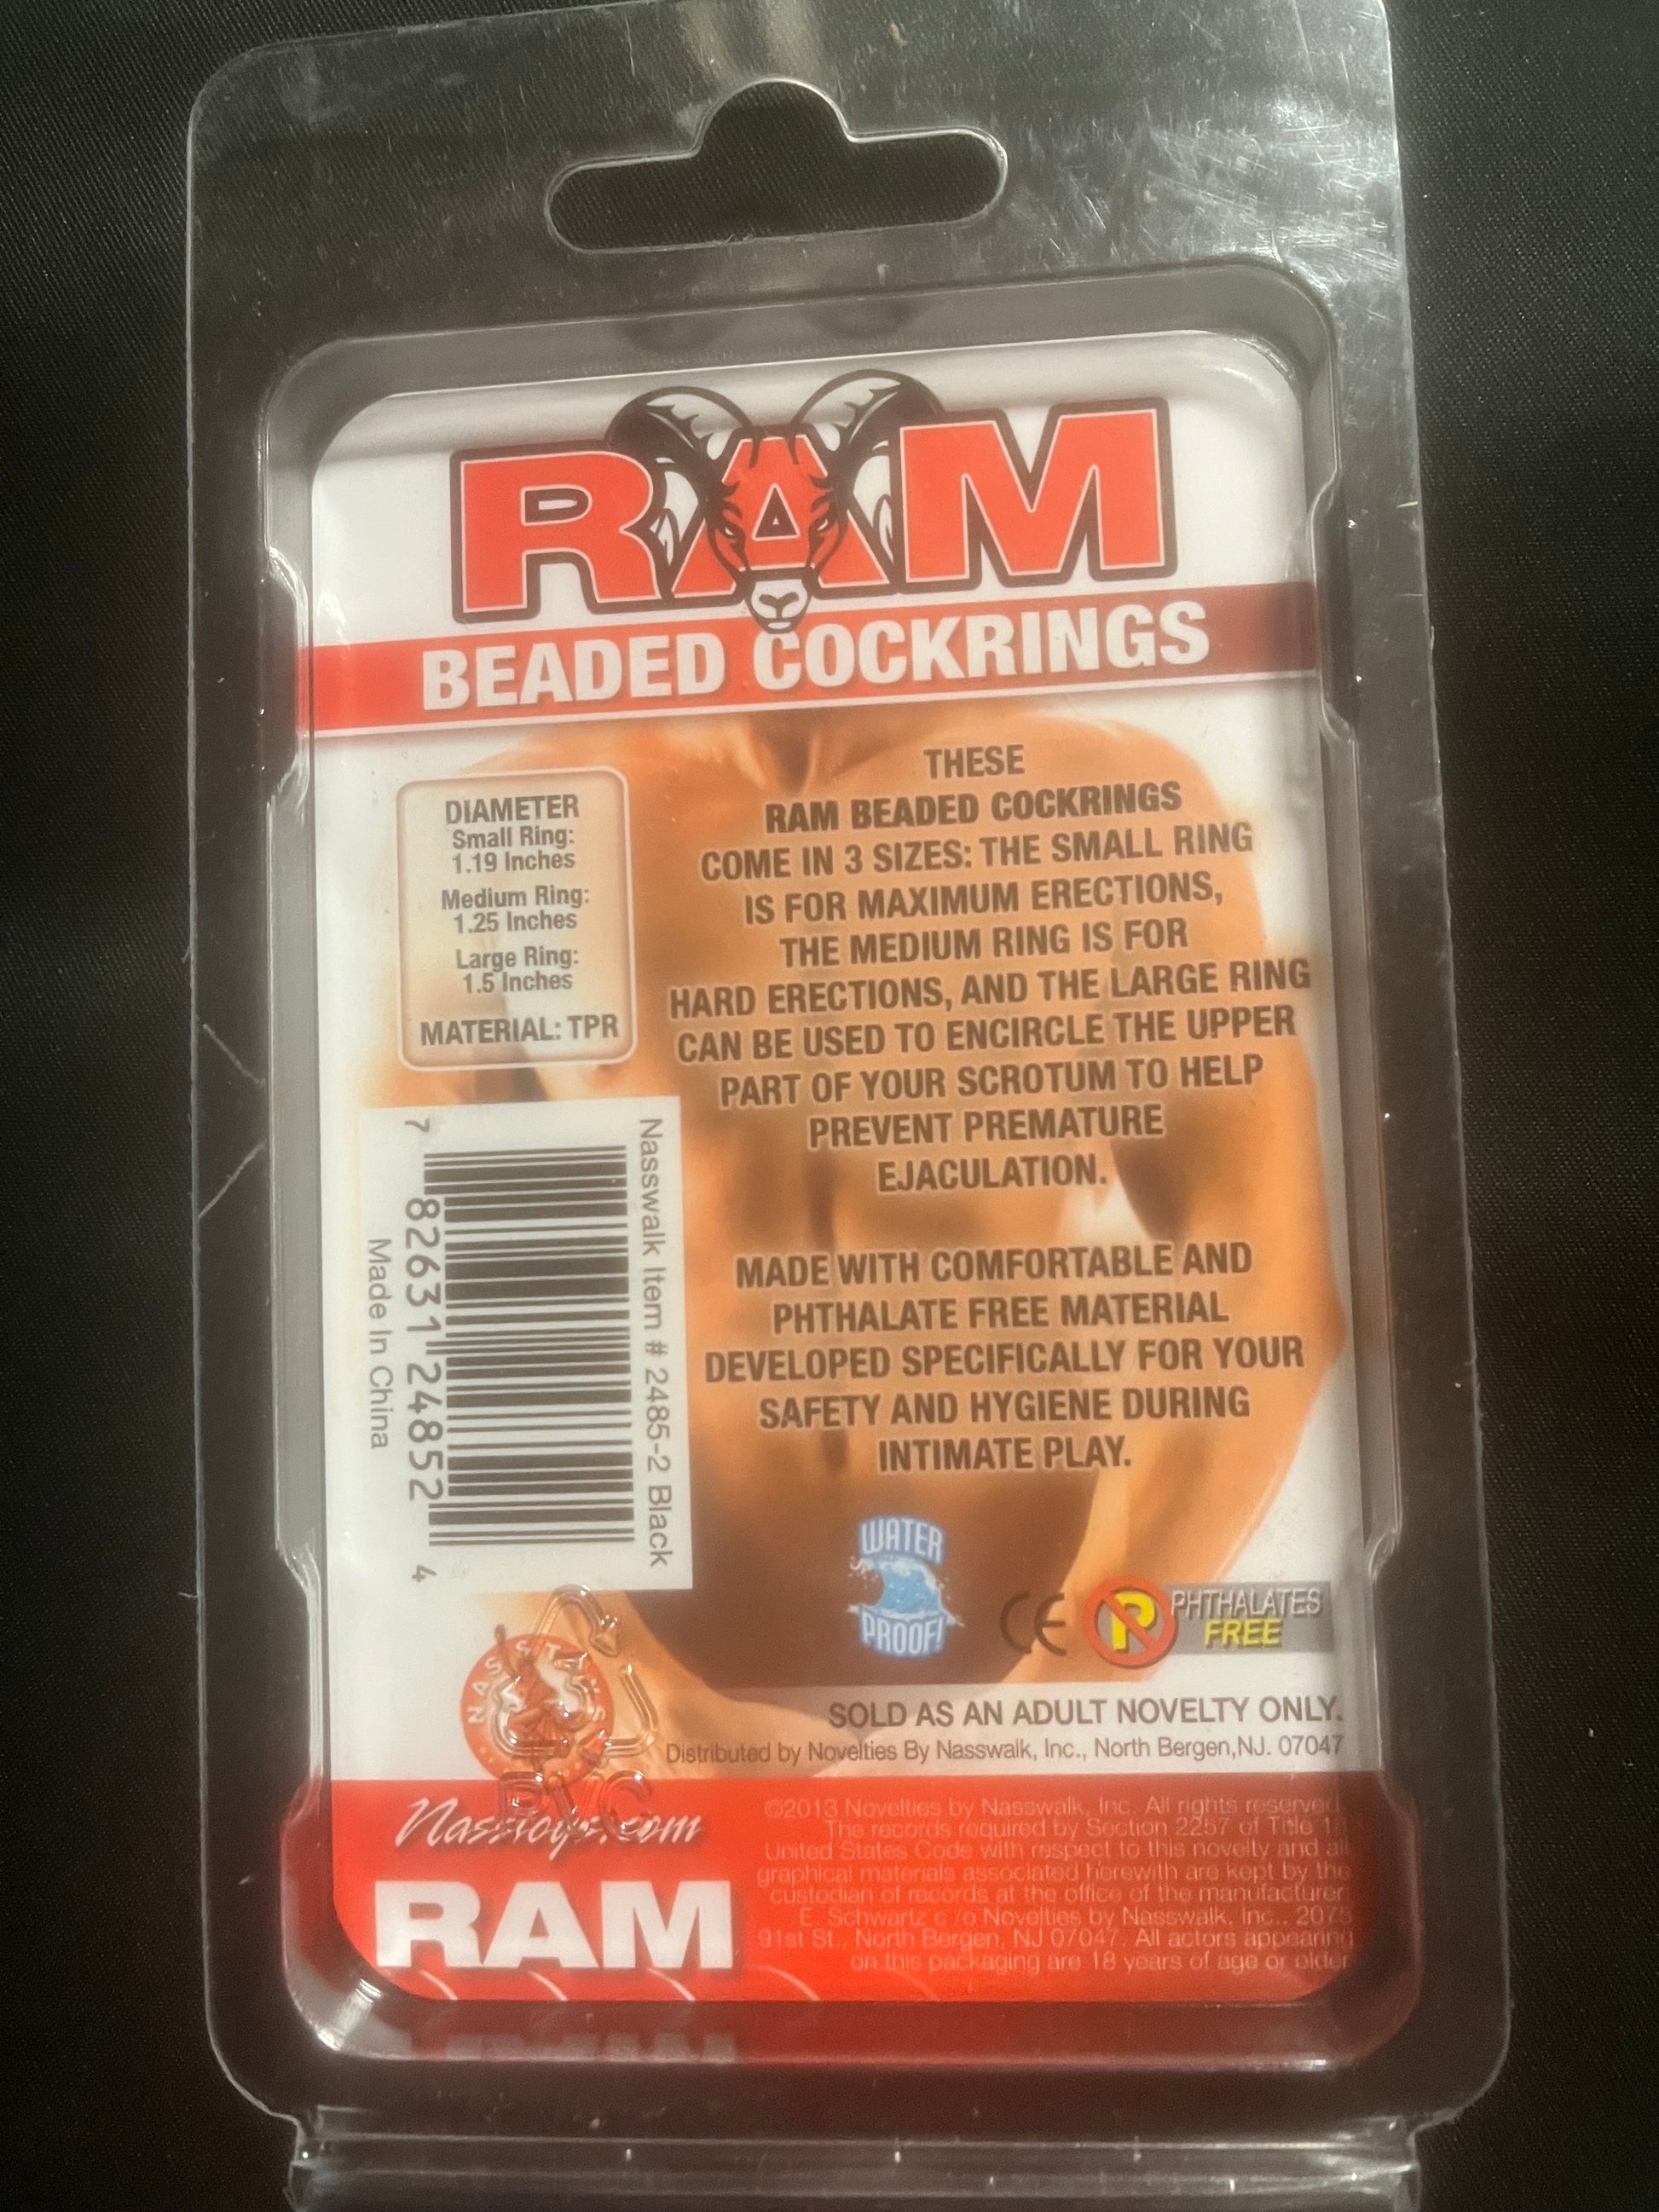 RAM
BEADED COCKRINGS
DIAMETER
Small Ring:
1.19 Inches
Medium Ring:
1.25 Inches
Large Ring:
1.5 Inches
MATERIAL: TPR
THESE
RAM BEADED COCKRINGS
COME IN 3 SIZES: THE SMALL RING
IS FOR MAXIMUM ERECTIONS,
THE MEDIUM RING IS FOR
HARD ERECTIONS, AND THE LARGE RING
CAN BE USED TO ENCIRCLE THE UPPER
PART OF YOUR SCROTUM TO HELP
PREVENT PREMATURE
EJACULATION.
MADE WITH COMFORTABLE AND
PHTHALATE FREE MATERIAL
DEVELOPED SPECIFICALLY FOR YOUR
SAFETY AND HYGIENE DURING
INTIMATE PLAY.
Nasswalk Item # 2485-2 Black
7 82631 24852 4
Made In China
WATER
PROOF!
CE
P
PHTHALATES
FREE
NASSTOYS
PVC
SOLD AS AN ADULT NOVELTY ONLY.
Distributed by Novelties By Nasswalk, Inc., North Bergen,NJ. 07047
Nasstoys.com
RAM
©2013 Novelties by Nasswalk, Inc. All rights reserved
The records required by Section 2257 of Title 1
United States Code with respect to this novelty and all
graphical materials associated herewith are kept by the
custodian of records at the office of the manufacturer
E. Schwartz c/o Novelties by Nasswalk, Inc., 2075
91st St., North Bergen, NJ 07047. All actors appearing
on this packaging are 18 years of age or older